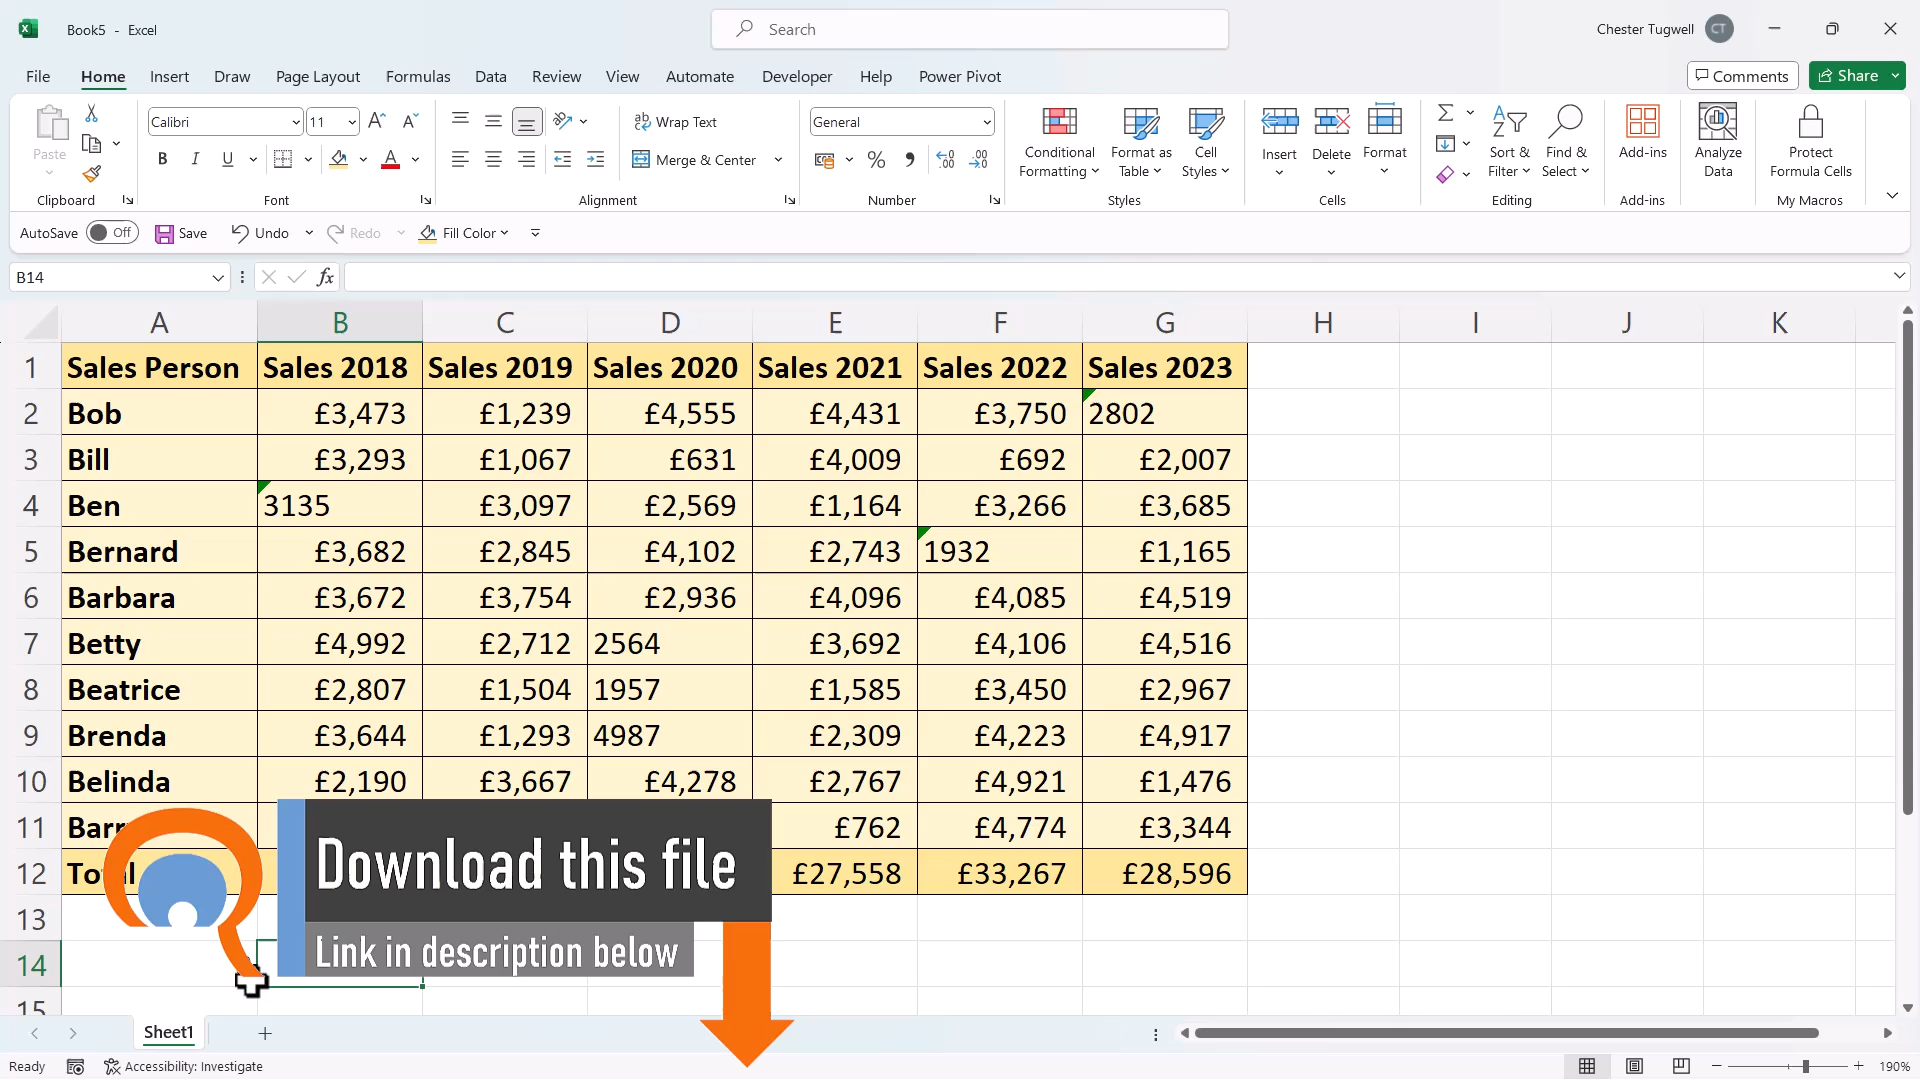 Book5 - Excel
Search
Chester Tugwell CT
File Home Insert Draw Page Layout Formulas Data Review View Automate Developer Help Power Pivot Comments Share
Paste
Calibri 11
B I U A
Wrap Text
Merge & Center
General
Conditional Formatting
Format as Table
Cell Styles
Insert Delete Format
Sort & Filter
Find & Select
Add-ins
Analyze Data
Protect Formula Cells
Clipboard Font Alignment Number Styles Cells Editing Add-ins My Macros
AutoSave Off Save Undo Redo Fill Color
B14 fx
A B C D E F G H I J K
1 Sales Person Sales 2018 Sales 2019 Sales 2020 Sales 2021 Sales 2022 Sales 2023
2 Bob £3,473 £1,239 £4,555 £4,431 £3,750 2802
3 Bill £3,293 £1,067 £631 £4,009 £692 £2,007
4 Ben 3135 £3,097 £2,569 £1,164 £3,266 £3,685
5 Bernard £3,682 £2,845 £4,102 £2,743 1932 £1,165
6 Barbara £3,672 £3,754 £2,936 £4,096 £4,085 £4,519
7 Betty £4,992 £2,712 2564 £3,692 £4,106 £4,516
8 Beatrice £2,807 £1,504 1957 £1,585 £3,450 £2,967
9 Brenda £3,644 £1,293 4987 £2,309 £4,223 £4,917
10 Belinda £2,190 £3,667 £4,278 £2,767 £4,921 £1,476
11 £762 £4,774 £3,344
12 £27,558 £33,267 £28,596
13
14
15
Download this file
Link in description below
Sheet1
Ready Accessibility: Investigate 190%